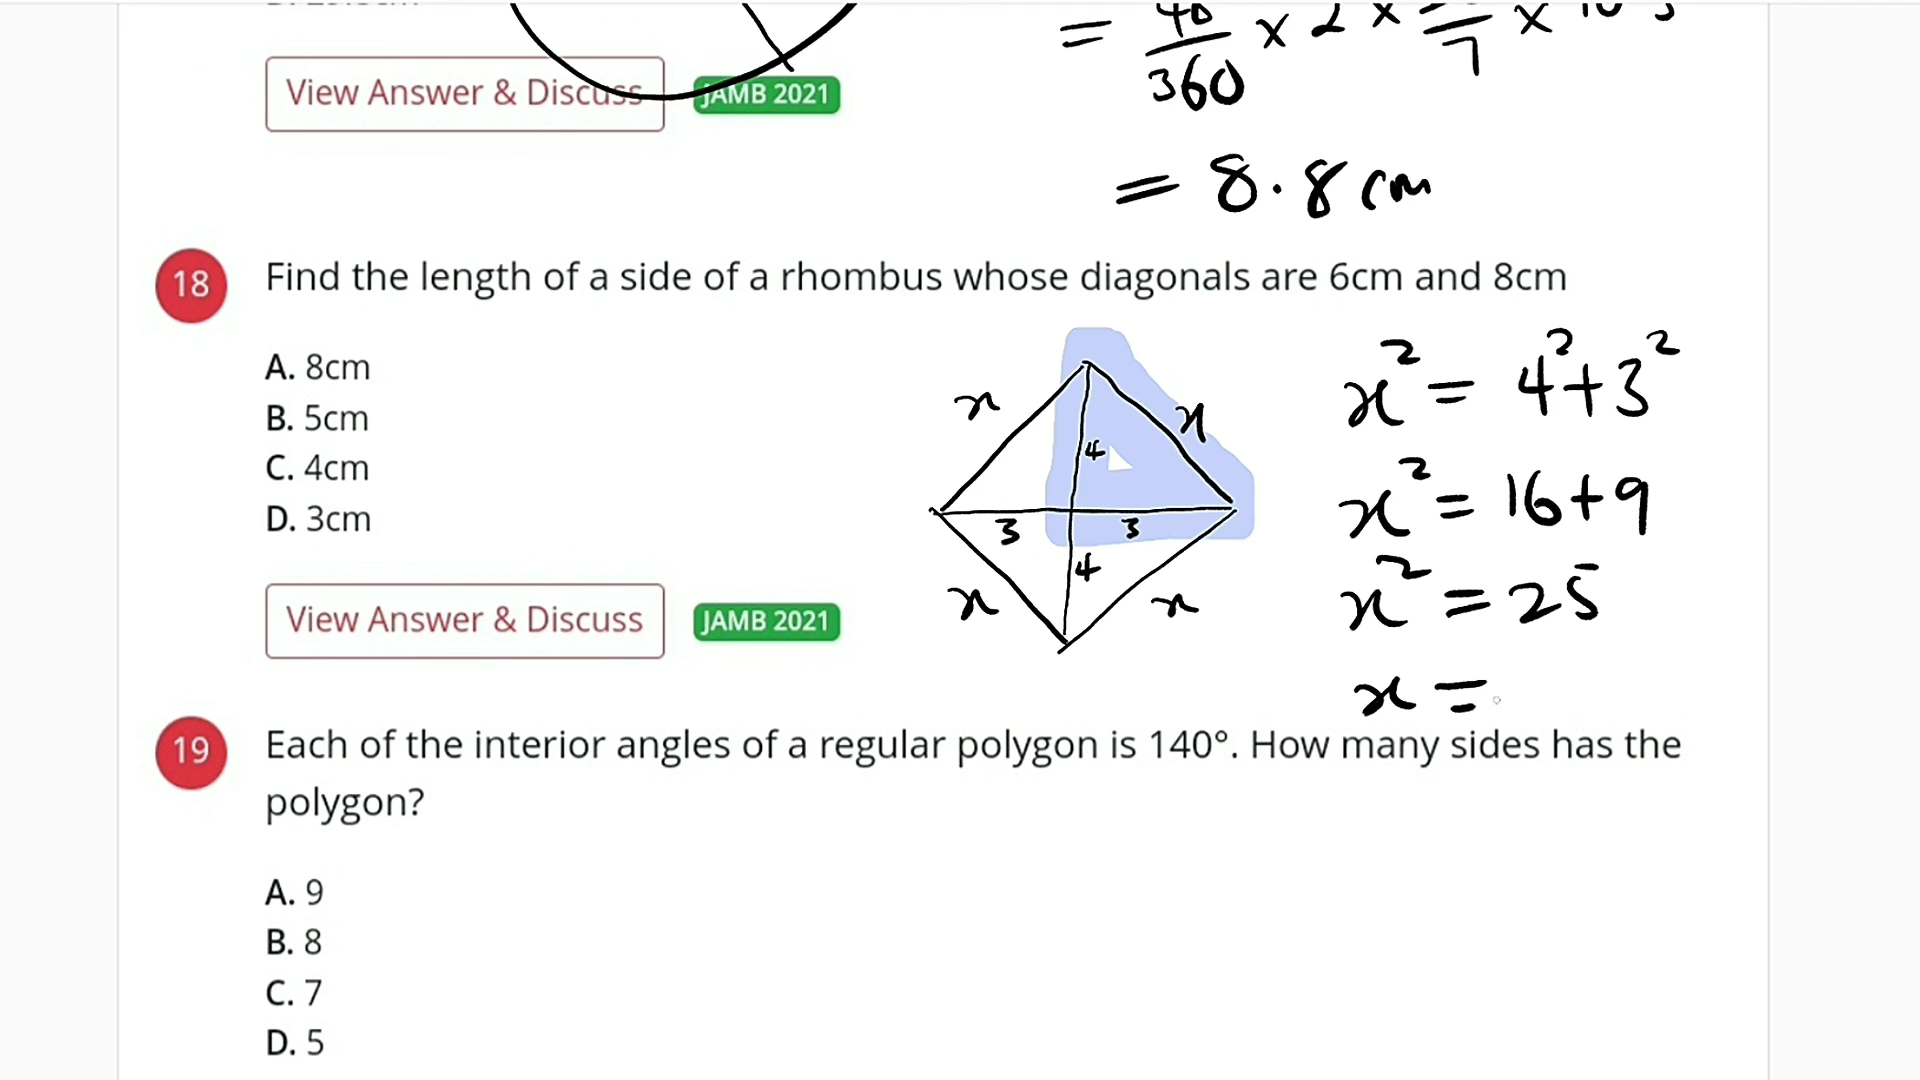 View Answer & Discuss JAMB 2021
= 40/360 × 2 × /7 ×
= 8.8cm
18 Find the length of a side of a rhombus whose diagonals are 6cm and 8cm
A. 8cm
B. 5cm
C. 4cm
D. 3cm
x x
4
3 3
4
x x
x² = 4²+3²
x² = 16+9
x² = 25
x =
View Answer & Discuss JAMB 2021
19 Each of the interior angles of a regular polygon is 140°. How many sides has the
polygon?
A. 9
B. 8
C. 7
D. 5